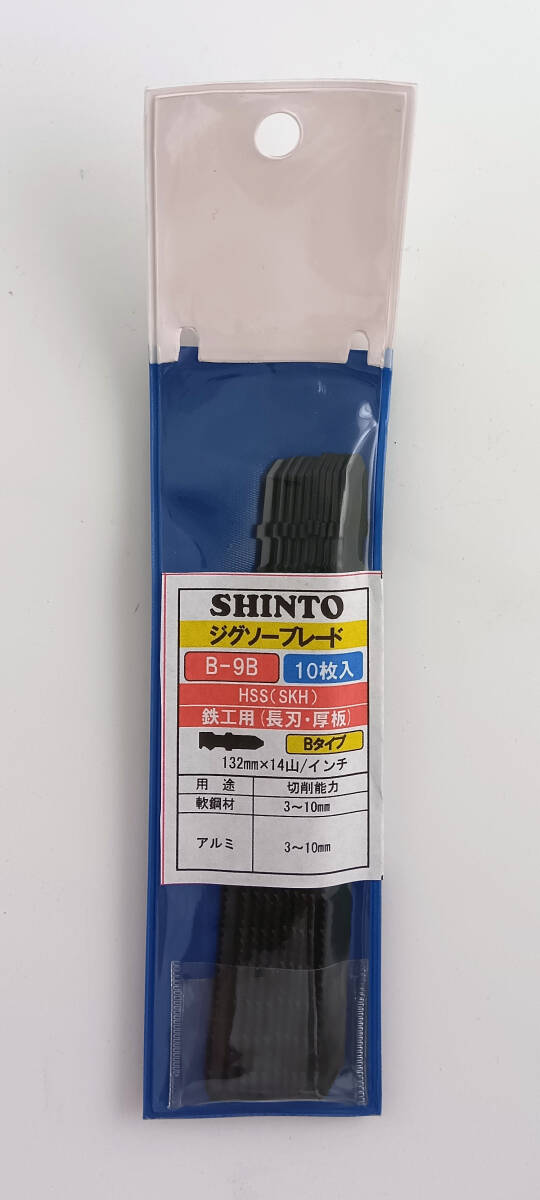 SHINTO
ジグソーブレード
B-9B 10枚入
HSS(SKH)
鉄工用(長刃・厚板)
Bタイプ
132mm×14山/インチ
用途 切削能力
軟鋼材 3～10mm
アルミ 3～10mm